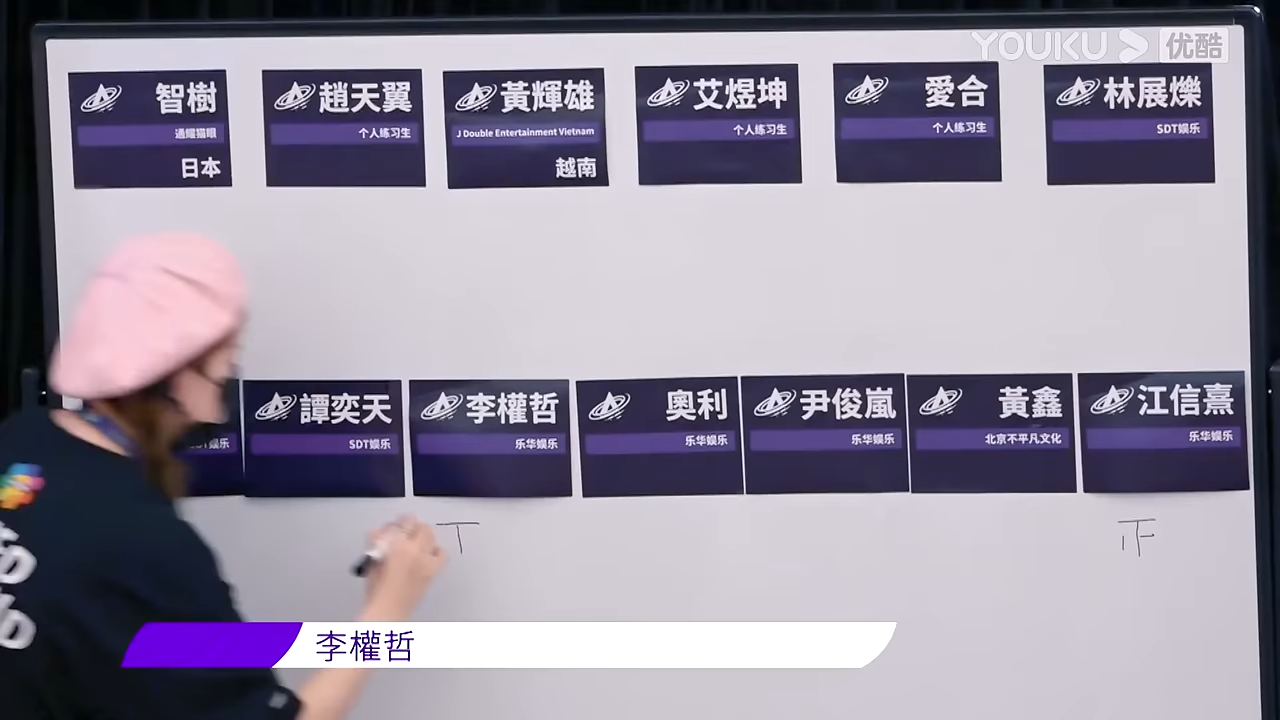 YOUKU 优酷
智樹
通耀猫眼
日本
趙天翼
个人练习生
黃輝雄
J Double Entertainment Vietnam
越南
艾煜坤
个人练习生
愛合
个人练习生
林展爍
SDT娱乐
SDT娱乐
譚奕天
SDT娱乐
李權哲
乐华娱乐
奧利
乐华娱乐
尹俊嵐
乐华娱乐
黃鑫
北京不平凡文化
江信熹
乐华娱乐
李權哲